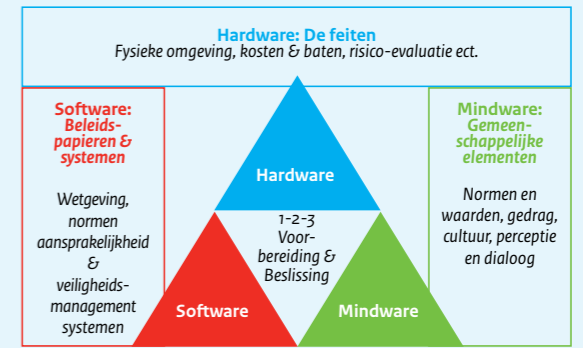 Hardware: De feiten
Fysieke omgeving, kosten & baten, risico-evaluatie ect.
Software:
Beleids-
papieren &
systemen
Wetgeving,
normen
aansprakelijkheid
&
veiligheids-
management
systemen
Hardware
1-2-3
Voor-
bereiding &
Beslissing
Software
Mindware
Mindware:
Gemeen-
schappelijke
elementen
Normen en
waarden, gedrag,
cultuur, perceptie
en dialoog